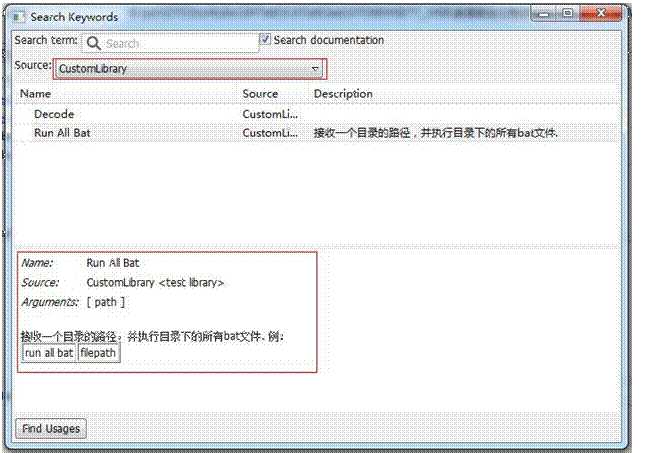 Search Keywords
Search term: Search Search documentation
Source: CustomLibrary
Name Source Description
Decode CustomLi...
Run All Bat CustomLi... 接收一个目录的路径，并执行目录下的所有bat文件.
Name: Run All Bat
Source: CustomLibrary <test library>
Arguments: [ path ]
接收一个目录的路径，并执行目录下的所有bat文件. 例：
run all bat filepath
Find Usages